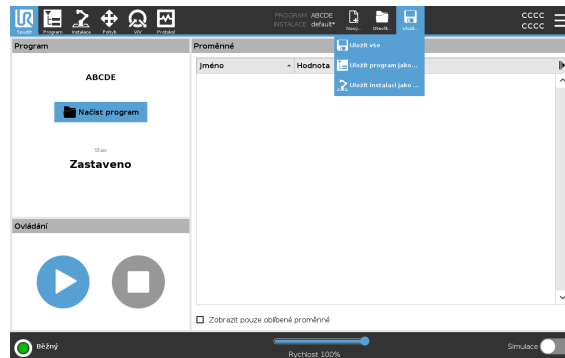 UR
PROGRAM ABCDE
INSTALACE default*
CCCC
CCCC
Spustit Program Instalace Pohyb V/V Protokol Nový... Otevřít... Uložit...
Program
Proměnné
Uložit vše
Uložit program jako...
Uložit instalaci jako ...
Jméno Hodnota
ABCDE
Načíst program
Stav
Zastaveno
Ovládání
Zobrazit pouze oblíbené proměnné
Běžný
Rychlost 100%
Simulace